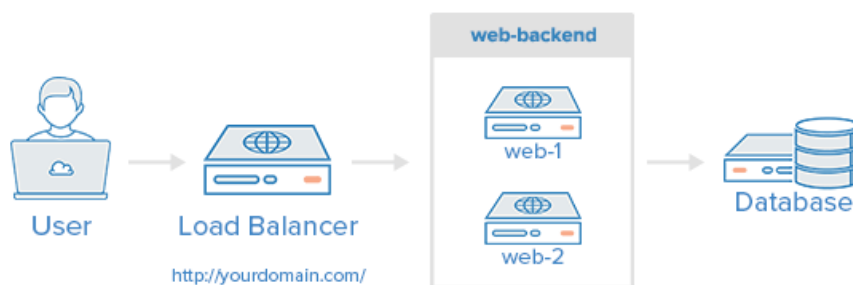 web-backend
web-1
User
Load Balancer
Database
web-2
http://yourdomain.com/